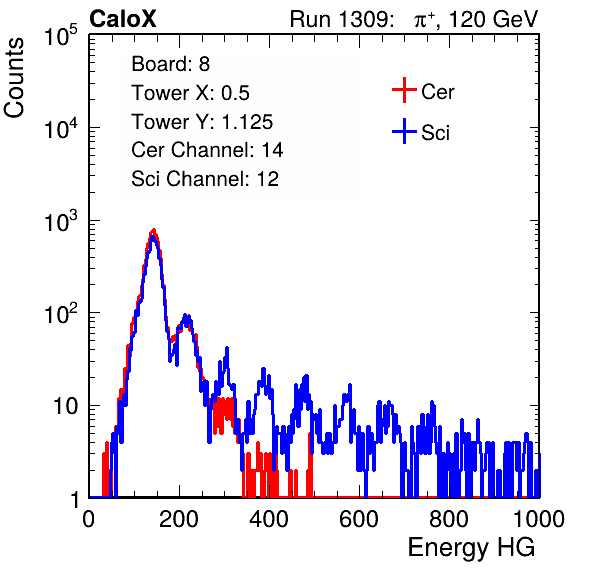 CaloX Run 1309: π⁺, 120 GeV
Counts
10⁵
10⁴
10³
10²
10
1
Board: 8
Tower X: 0.5
Tower Y: 1.125
Cer Channel: 14
Sci Channel: 12
Cer
Sci
0 200 400 600 800 1000
Energy HG